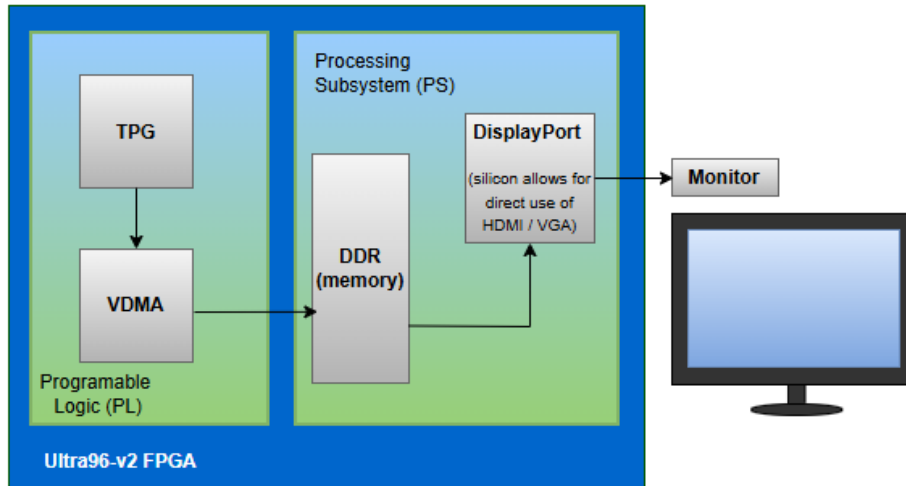 Processing
Subsystem (PS)
TPG
DisplayPort
(silicon allows for
direct use of
HDMI / VGA)
Monitor
DDR
(memory)
VDMA
Programable
Logic (PL)
Ultra96-v2 FPGA